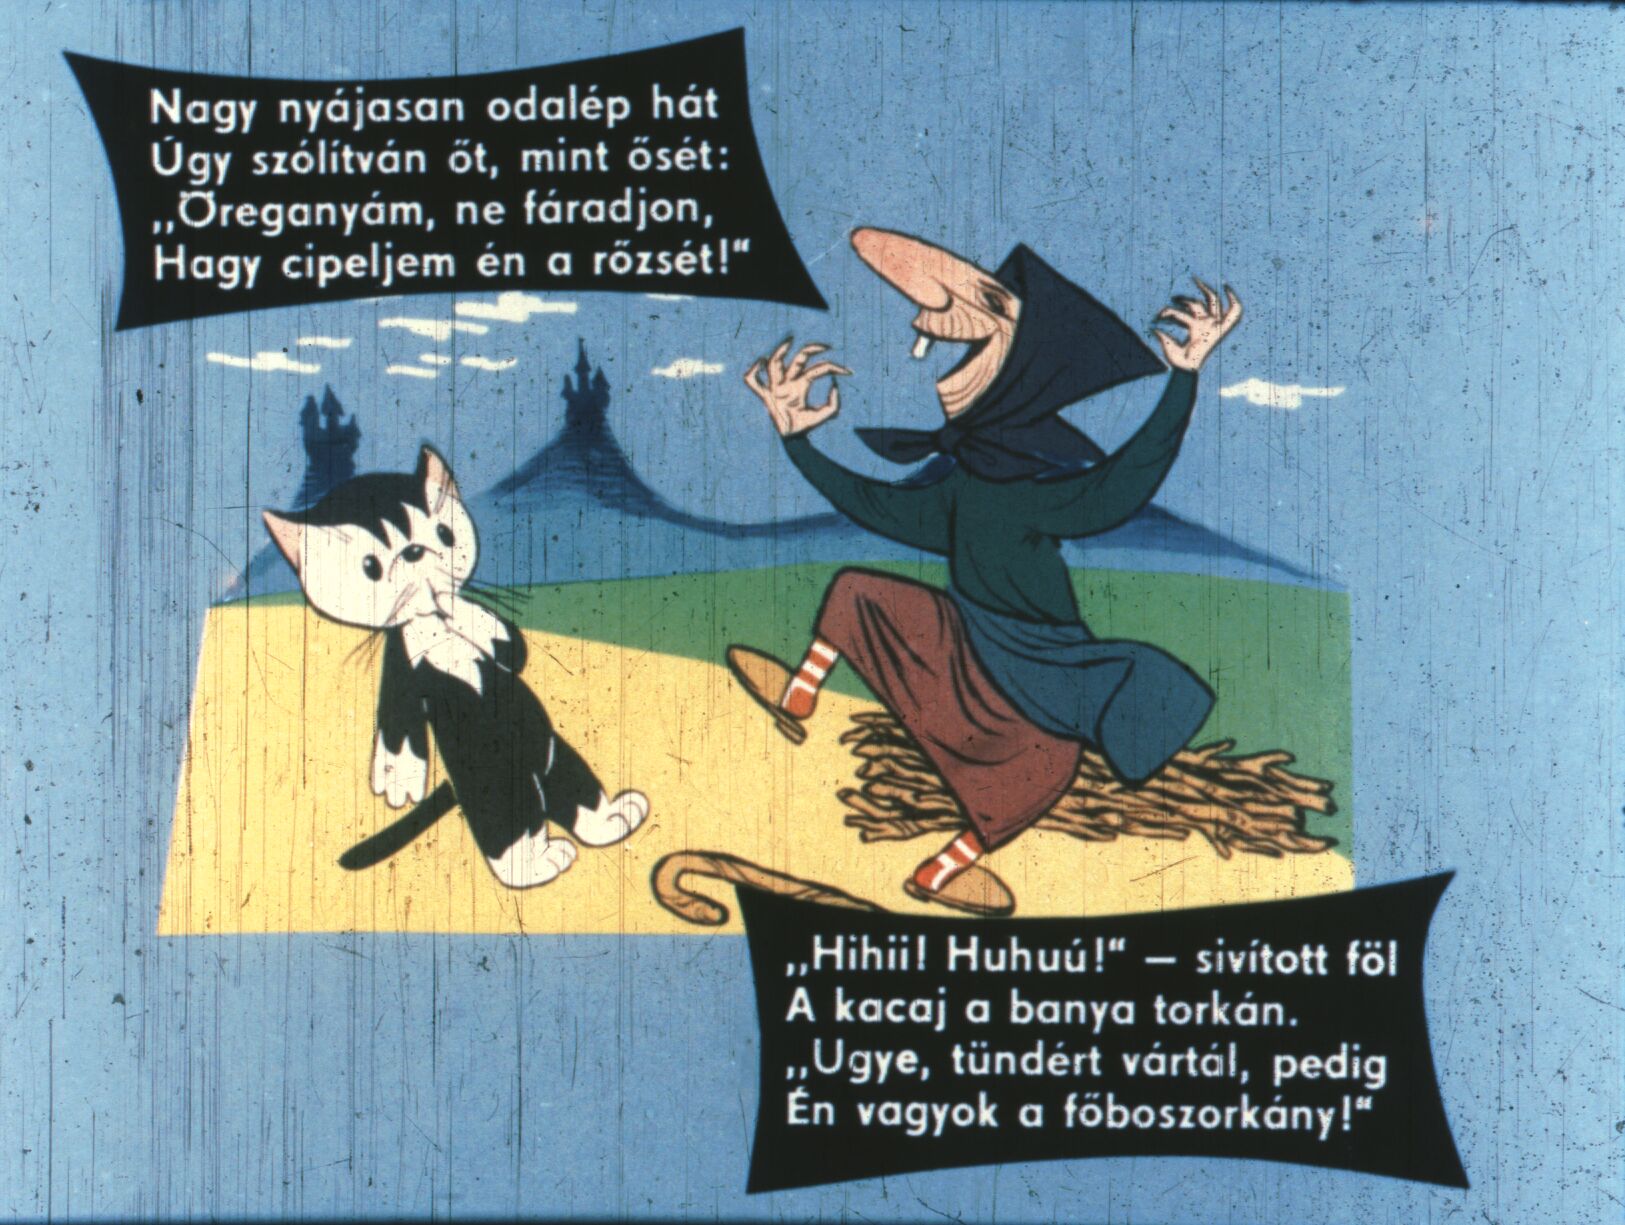 Nagy nyájasan odalép hát
Úgy szólítván őt, mint ősét:
„Öreganyám, ne fáradjon,
Hagy cipeljem én a rőzsét!“
„Hihii! Huhuú!“ — sivított föl
A kacaj a banya torkán.
„Ugye, tündért vártál, pedig
Én vagyok a főboszorkány!“